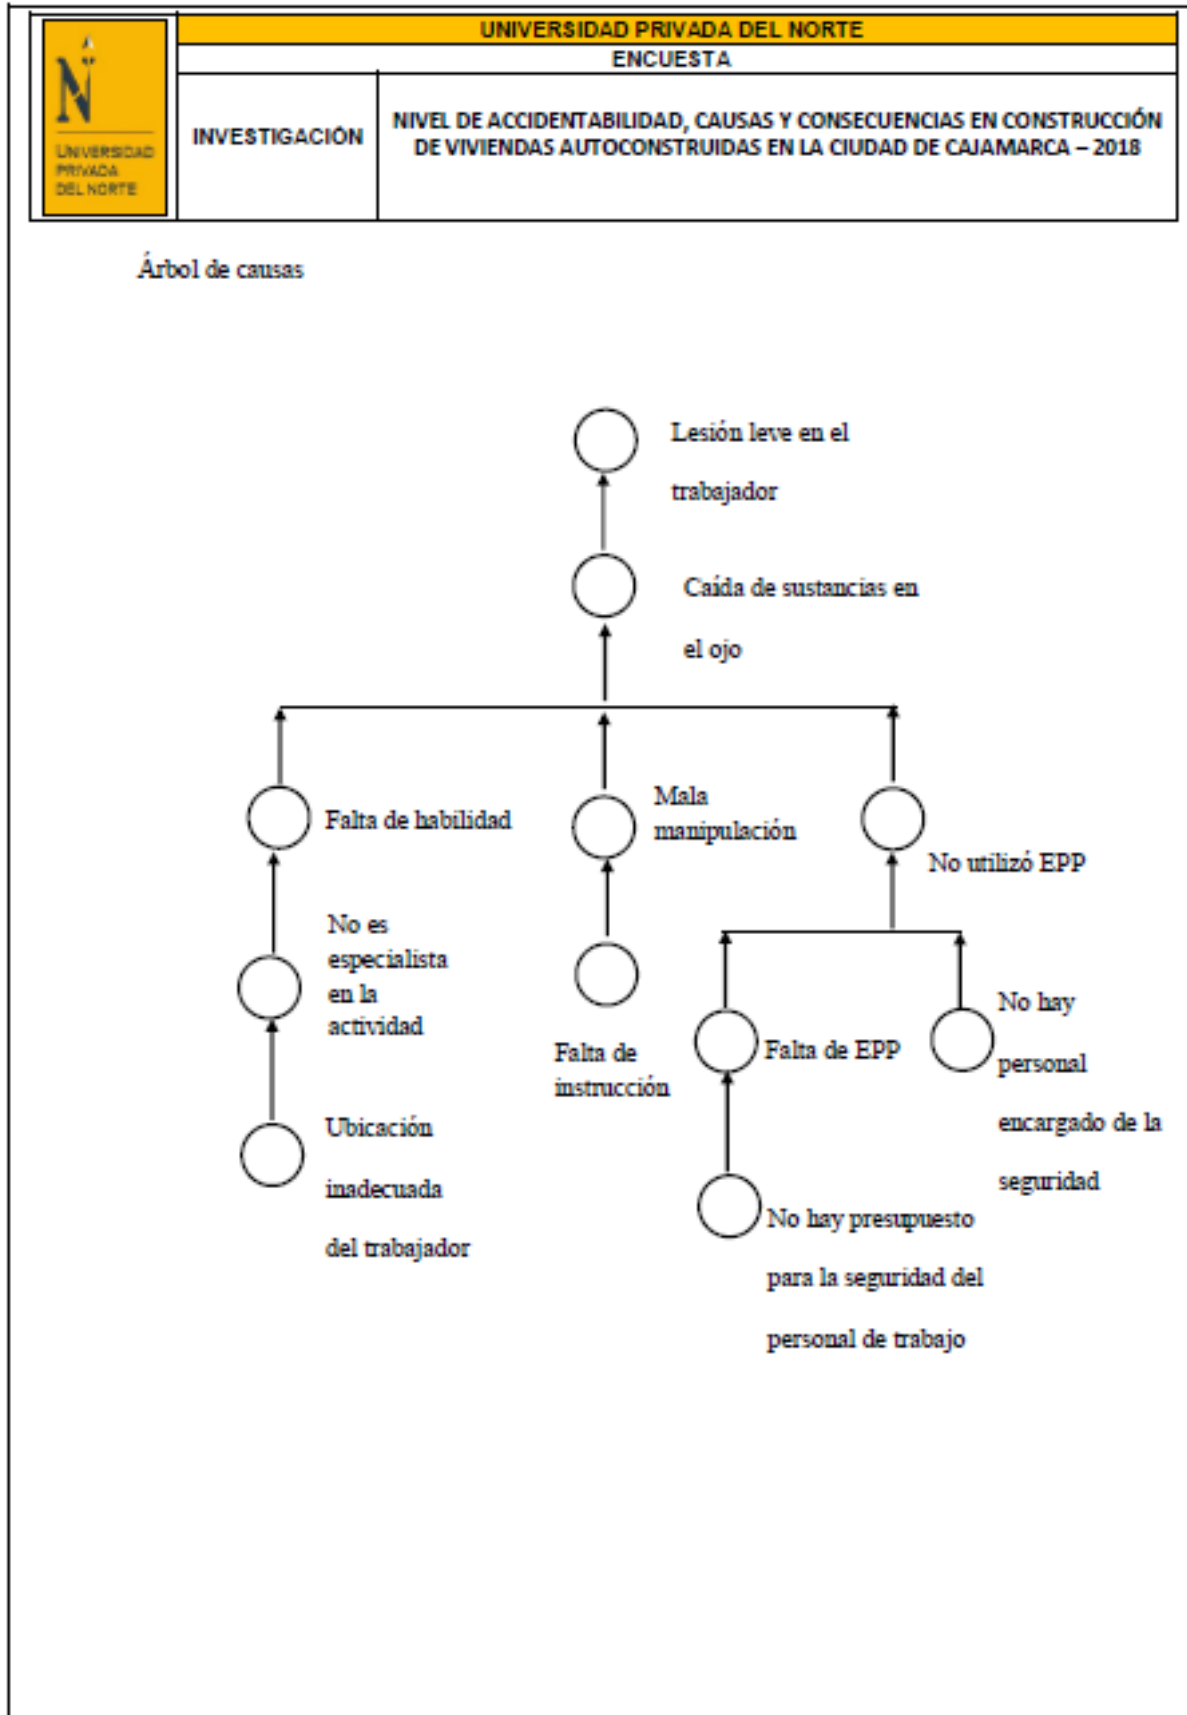 UNIVERSIDAD PRIVADA DEL NORTE
ENCUESTA
N
UNIVERSIDAD
PRIVADA
DEL NORTE
INVESTIGACIÓN
NIVEL DE ACCIDENTABILIDAD, CAUSAS Y CONSECUENCIAS EN CONSTRUCCIÓN
DE VIVIENDAS AUTOCONSTRUIDAS EN LA CIUDAD DE CAJAMARCA – 2018
Árbol de causas
Lesión leve en el
trabajador
Caída de sustancias en
el ojo
Falta de habilidad
Mala
manipulación
No utilizó EPP
No es
especialista
en la
actividad
Falta de
instrucción
Falta de EPP
No hay
personal
encargado de la
seguridad
Ubicación
inadecuada
del trabajador
No hay presupuesto
para la seguridad del
personal de trabajo